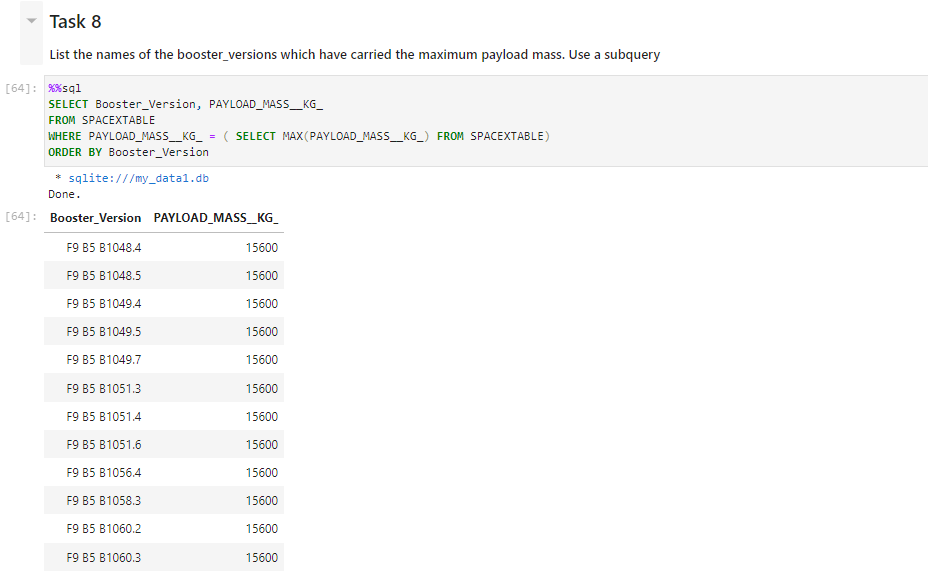 Task 8
List the names of the booster_versions which have carried the maximum payload mass. Use a subquery
[64]: %%sql
SELECT Booster_Version, PAYLOAD_MASS__KG_
FROM SPACEXTABLE
WHERE PAYLOAD_MASS__KG_ = ( SELECT MAX(PAYLOAD_MASS__KG_) FROM SPACEXTABLE)
ORDER BY Booster_Version
* sqlite:///my_data1.db
Done.
[64]: Booster_Version PAYLOAD_MASS__KG_
F9 B5 B1048.4 15600
F9 B5 B1048.5 15600
F9 B5 B1049.4 15600
F9 B5 B1049.5 15600
F9 B5 B1049.7 15600
F9 B5 B1051.3 15600
F9 B5 B1051.4 15600
F9 B5 B1051.6 15600
F9 B5 B1056.4 15600
F9 B5 B1058.3 15600
F9 B5 B1060.2 15600
F9 B5 B1060.3 15600